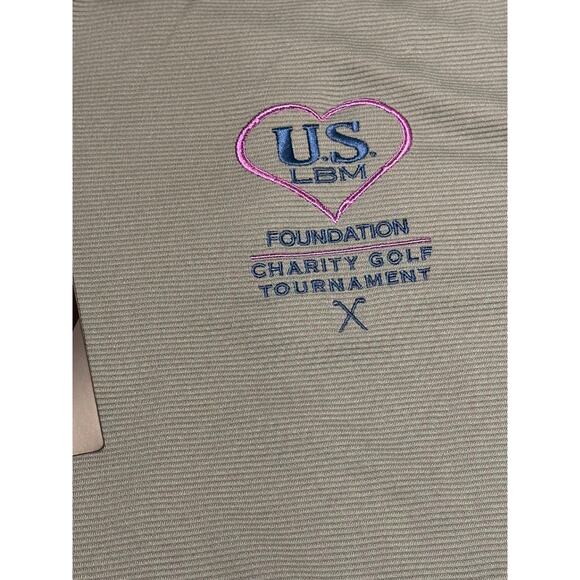 U.S.
LBM
FOUNDATION
CHARITY GOLF
TOURNAMENT